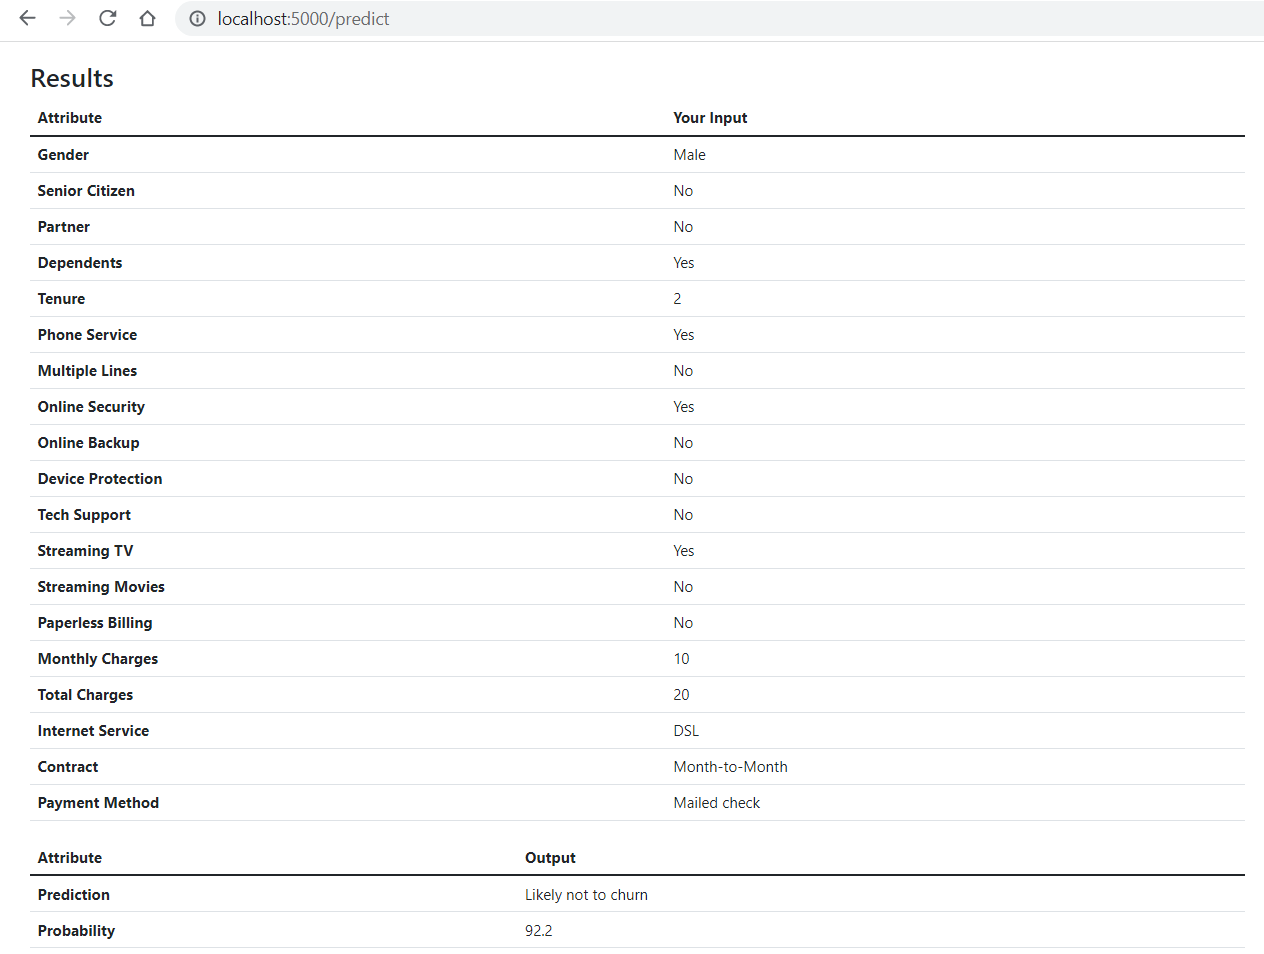 localhost:5000/predict
Results
Attribute Your Input
Gender Male
Senior Citizen No
Partner No
Dependents Yes
Tenure 2
Phone Service Yes
Multiple Lines No
Online Security Yes
Online Backup No
Device Protection No
Tech Support No
Streaming TV Yes
Streaming Movies No
Paperless Billing No
Monthly Charges 10
Total Charges 20
Internet Service DSL
Contract Month-to-Month
Payment Method Mailed check
Attribute Output
Prediction Likely not to churn
Probability 92.2